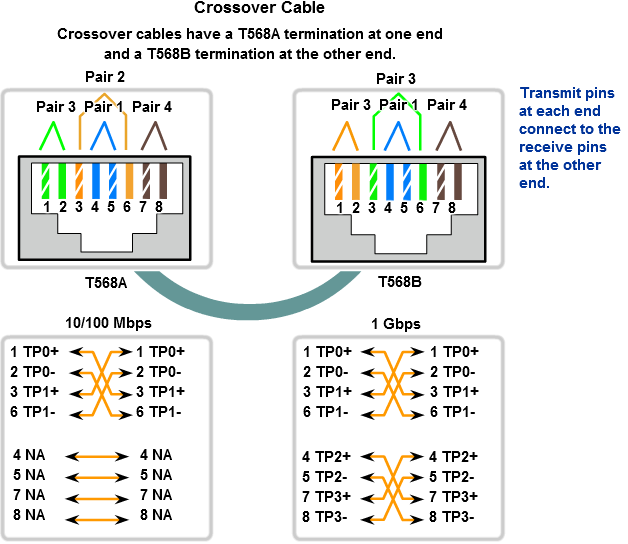 Crossover Cable
Crossover cables have a T568A termination at one end
and a T568B termination at the other end.
Pair 2
Pair 3 Pair 1 Pair 4
1 2 3 4 5 6 7 8
T568A
Pair 3
Pair 3 Pair 1 Pair 4
1 2 3 4 5 6 7 8
T568B
Transmit pins
at each end
connect to the
receive pins
at the other
end.
10/100 Mbps
1 TP0+ 1 TP0+
2 TP0- 2 TP0-
3 TP1+ 3 TP1+
6 TP1- 6 TP1-
4 NA 4 NA
5 NA 5 NA
7 NA 7 NA
8 NA 8 NA
1 Gbps
1 TP0+ 1 TP0+
2 TP0- 2 TP0-
3 TP1+ 3 TP1+
6 TP1- 6 TP1-
4 TP2+ 4 TP2+
5 TP2- 5 TP2-
7 TP3+ 7 TP3+
8 TP3- 8 TP3-